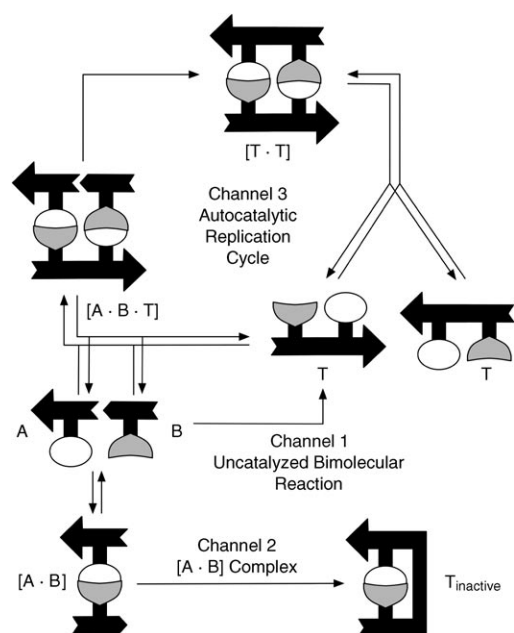 [T · T]
Channel 3
Autocatalytic
Replication
Cycle
[A · B · T]
T
T
A
B
Channel 1
Uncatalyzed Bimolecular
Reaction
Channel 2
[A · B]
[A · B] Complex
Tinactive